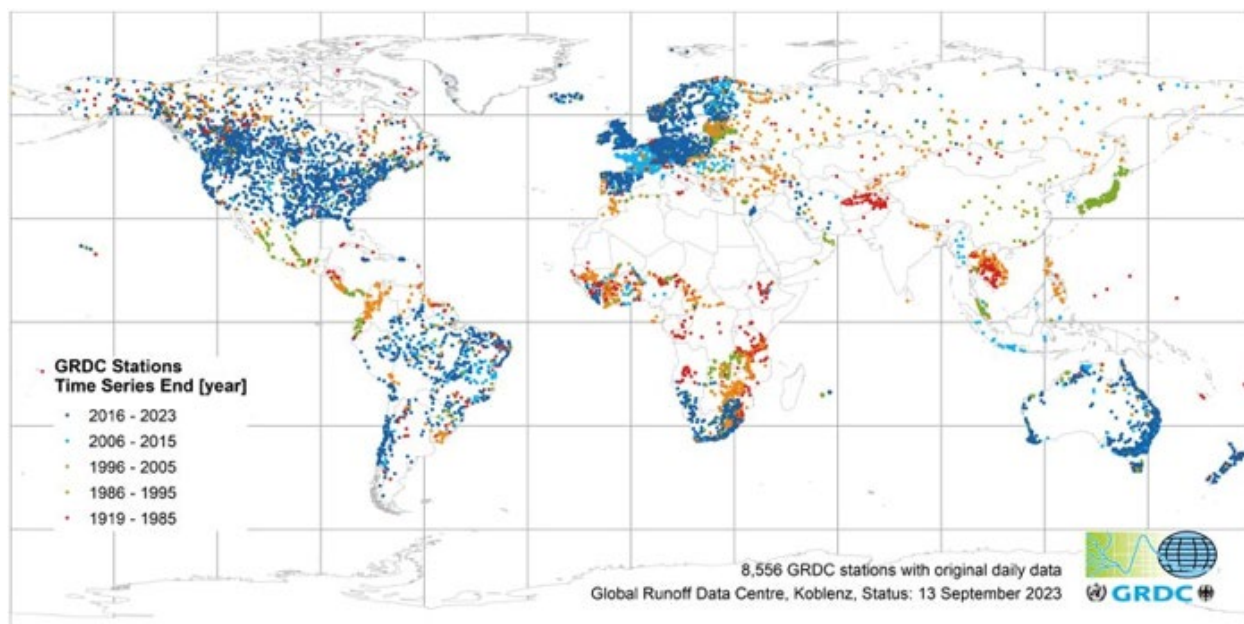 GRDC Stations
Time Series End [year]
2016 - 2023
2006 - 2015
1996 - 2005
1986 - 1995
1919 - 1985
8,556 GRDC stations with original daily data
Global Runoff Data Centre, Koblenz, Status: 13 September 2023
GRDC